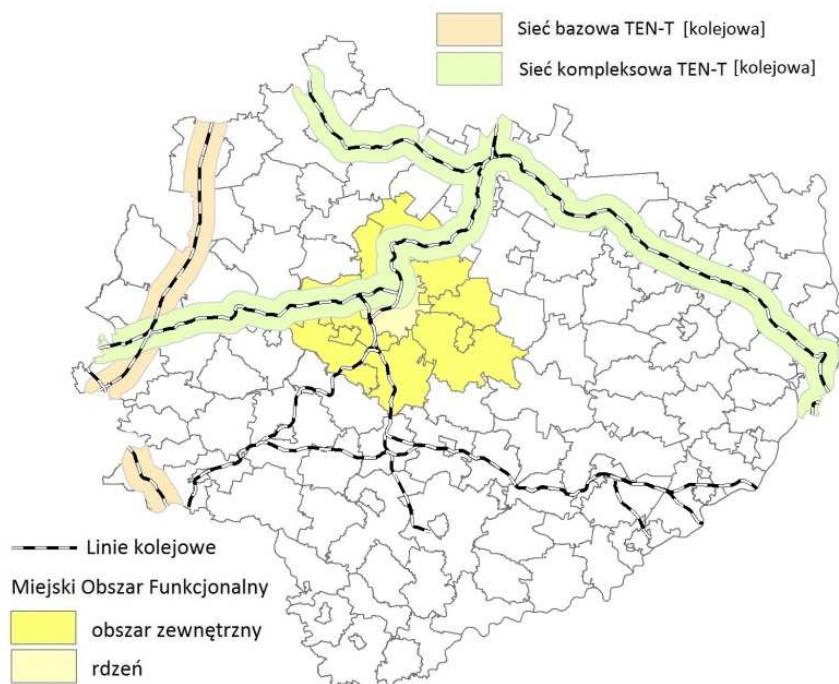 Sieć bazowa TEN-T [kolejowa]
Sieć kompleksowa TEN-T [kolejowa]
Linie kolejowe
Miejski Obszar Funkcjonalny
obszar zewnętrzny
rdzeń